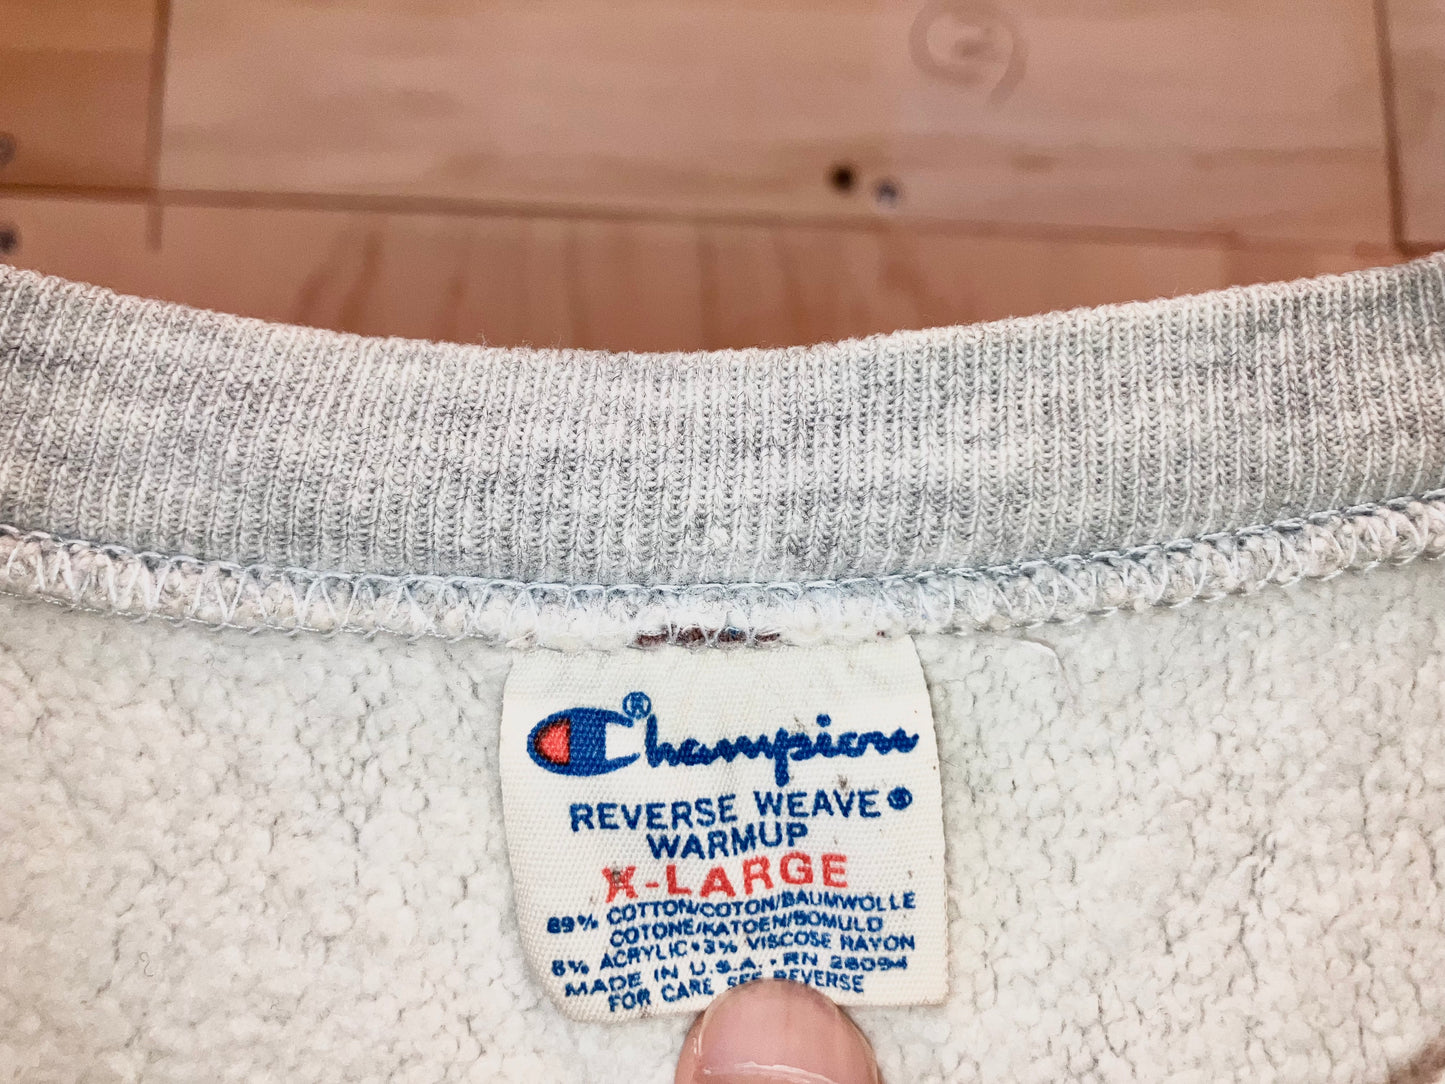 Champion®
REVERSE WEAVE®
WARMUP
X-LARGE
89% COTTON/COTON/BAUMWOLLE
COTONE/KATOEN/BOMULD
8% ACRYLIC•3% VISCOSE RAYON
MADE IN U.S.A.•RN 26094
FOR CARE SEE REVERSE